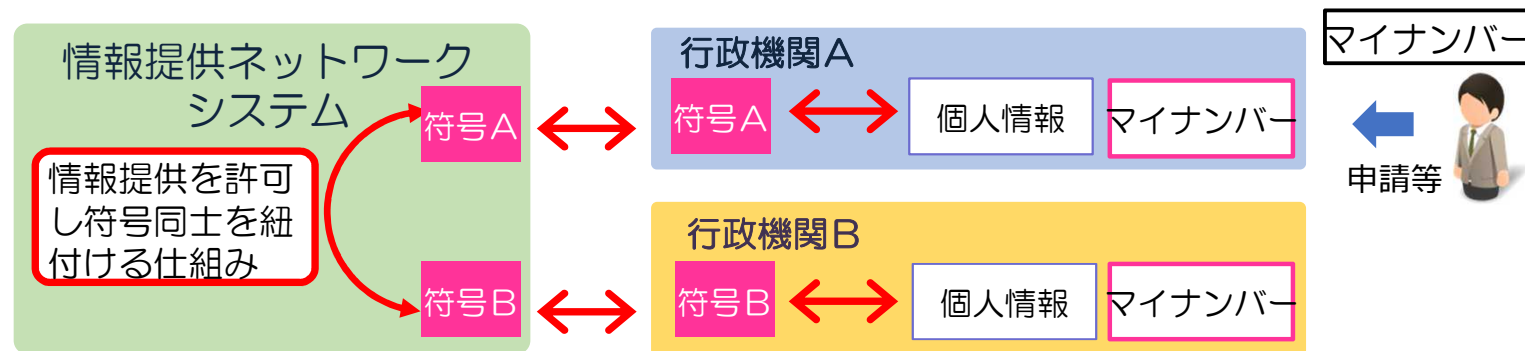 情報提供ネットワーク
システム
符号A
情報提供を許可
し符号同士を紐
付ける仕組み
符号B
行政機関A
符号A
個人情報
マイナンバー
行政機関B
符号B
個人情報
マイナンバー
マイナンバー
申請等